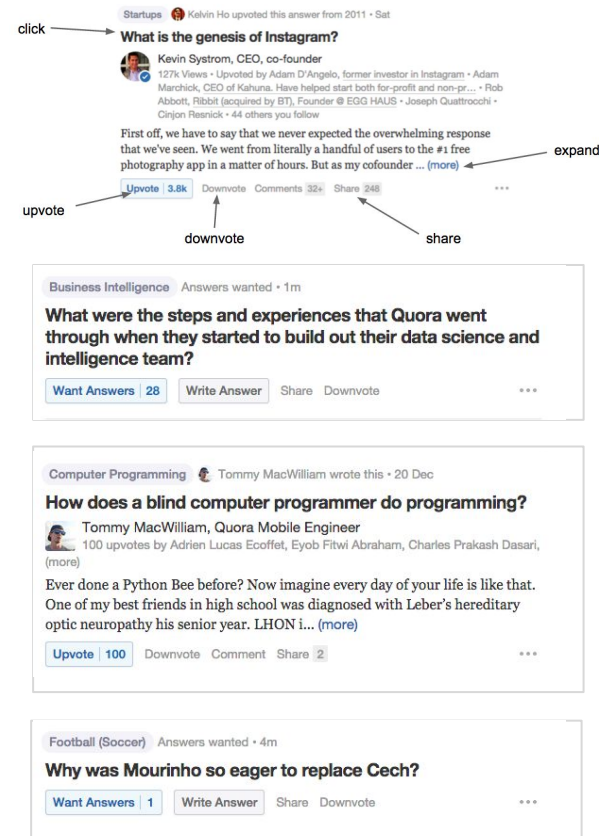 Startups Kelvin Ho upvoted this answer from 2011 • Sat
click
What is the genesis of Instagram?
Kevin Systrom, CEO, co-founder
127k Views • Upvoted by Adam D'Angelo, former investor in Instagram • Adam
Marchick, CEO of Kahuna. Have helped start both for-profit and non-pr... • Rob
Abbott, Ribbit (acquired by BT), Founder @ EGG HAUS • Joseph Quattrocchi •
Cinjon Resnick • 44 others you follow
First off, we have to say that we never expected the overwhelming response
that we've seen. We went from literally a handful of users to the #1 free
photography app in a matter of hours. But as my cofounder ... (more)
expand
Upvote 3.8k Downvote Comments 32+ Share 248
upvote
downvote
share
Business Intelligence Answers wanted • 1m
What were the steps and experiences that Quora went
through when they started to build out their data science and
intelligence team?
Want Answers 28 Write Answer Share Downvote
Computer Programming Tommy MacWilliam wrote this • 20 Dec
How does a blind computer programmer do programming?
Tommy MacWilliam, Quora Mobile Engineer
100 upvotes by Adrien Lucas Ecoffet, Eyob Fitwi Abraham, Charles Prakash Dasari,
(more)
Ever done a Python Bee before? Now imagine every day of your life is like that.
One of my best friends in high school was diagnosed with Leber's hereditary
optic neuropathy his senior year. LHON i... (more)
Upvote 100 Downvote Comment Share 2
Football (Soccer) Answers wanted • 4m
Why was Mourinho so eager to replace Cech?
Want Answers 1 Write Answer Share Downvote